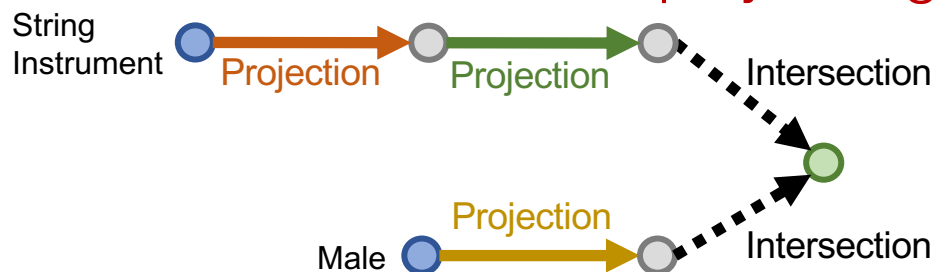 String
Instrument
Projection
Projection
Intersection
Projection
Male
Intersection